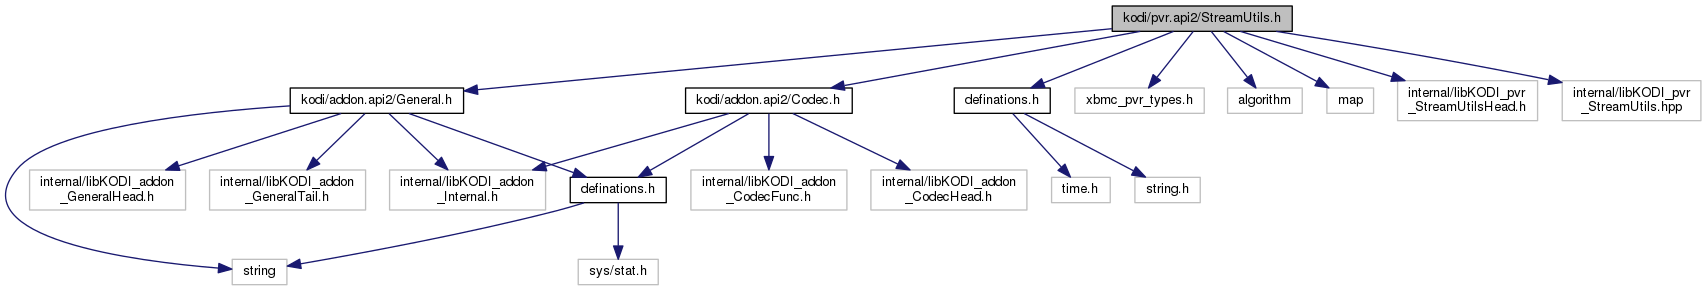 kodi/pvr.api2/StreamUtils.h
kodi/addon.api2/General.h
kodi/addon.api2/Codec.h
definations.h
xbmc_pvr_types.h
algorithm
map
internal/libKODI_pvr
_StreamUtilsHead.h
internal/libKODI_pvr
_StreamUtils.hpp
internal/libKODI_addon
_GeneralHead.h
internal/libKODI_addon
_GeneralTail.h
internal/libKODI_addon
_Internal.h
definations.h
internal/libKODI_addon
_CodecFunc.h
internal/libKODI_addon
_CodecHead.h
time.h
string.h
string
sys/stat.h